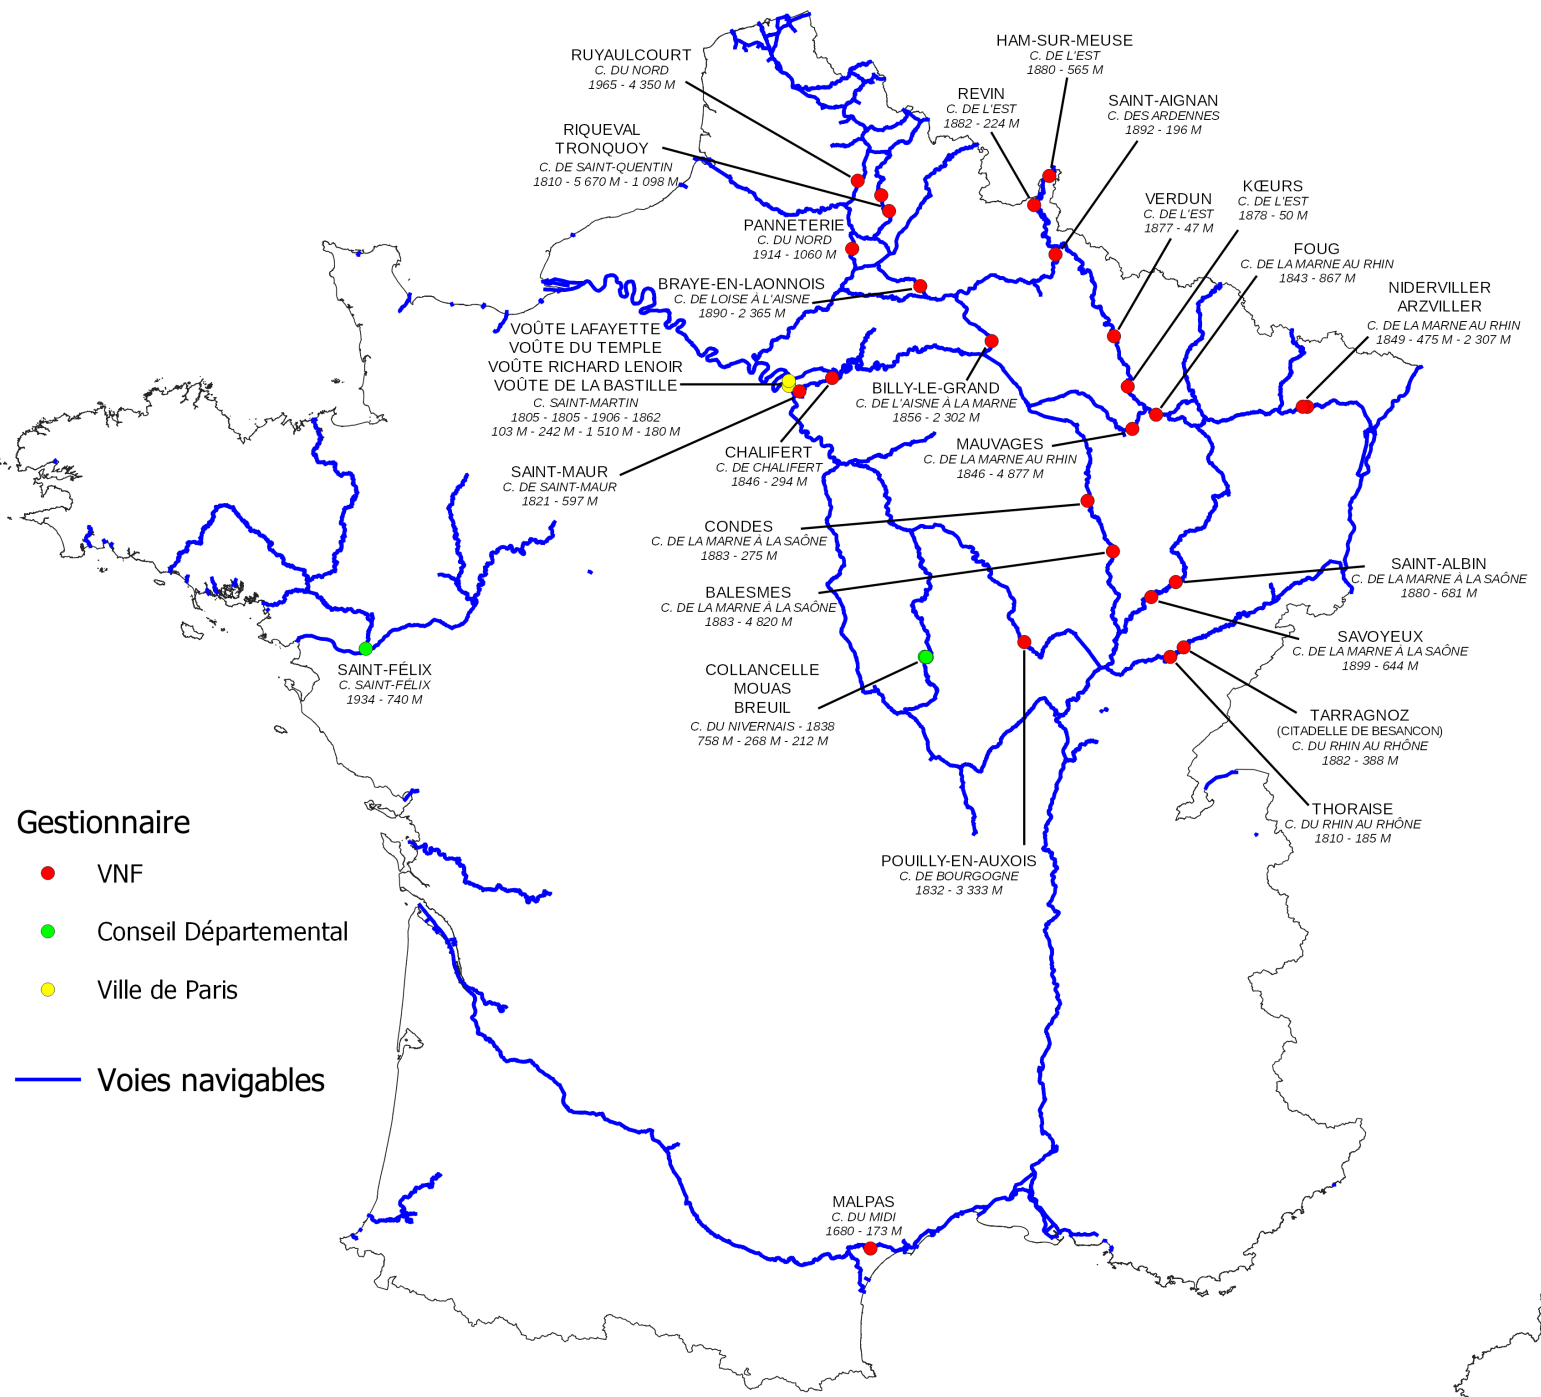 RUYAULCOURT
C. DU NORD
1965 - 4 350 M
HAM-SUR-MEUSE
C. DE L'EST
1880 - 565 M
REVIN
C. DE L'EST
1882 - 224 M
SAINT-AIGNAN
C. DES ARDENNES
1892 - 196 M
RIQUEVAL
TRONQUOY
C. DE SAINT-QUENTIN
1810 - 5 670 M - 1 098 M
VERDUN
C. DE L'EST
1877 - 47 M
KŒURS
C. DE L'EST
1878 - 50 M
PANNETERIE
C. DU NORD
1914 - 1060 M
FOUG
C. DE LA MARNE AU RHIN
1843 - 867 M
BRAYE-EN-LAONNOIS
C. DE LOISE À L'AISNE
1890 - 2 365 M
NIDERVILLER
ARZVILLER
C. DE LA MARNE AU RHIN
1849 - 475 M - 2 307 M
VOÛTE LAFAYETTE
VOÛTE DU TEMPLE
VOÛTE RICHARD LENOIR
VOÛTE DE LA BASTILLE
C. SAINT-MARTIN
1805 - 1805 - 1906 - 1862
103 M - 242 M - 1 510 M - 180 M
BILLY-LE-GRAND
C. DE L'AISNE À LA MARNE
1856 - 2 302 M
MAUVAGES
C. DE LA MARNE AU RHIN
1846 - 4 877 M
CHALIFERT
C. DE CHALIFERT
1846 - 294 M
SAINT-MAUR
C. DE SAINT-MAUR
1821 - 597 M
CONDES
C. DE LA MARNE À LA SAÔNE
1883 - 275 M
SAINT-ALBIN
C. DE LA MARNE À LA SAÔNE
1880 - 681 M
BALESMES
C. DE LA MARNE À LA SAÔNE
1883 - 4 820 M
SAVOYEUX
C. DE LA MARNE À LA SAÔNE
1899 - 644 M
SAINT-FÉLIX
C. SAINT-FÉLIX
1934 - 740 M
COLLANCELLE
MOUAS
BREUIL
C. DU NIVERNAIS - 1838
758 M - 268 M - 212 M
TARRAGNOZ
(CITADELLE DE BESANCON)
C. DU RHIN AU RHÔNE
1882 - 388 M
THORAISE
C. DU RHIN AU RHÔNE
1810 - 185 M
POUILLY-EN-AUXOIS
C. DE BOURGOGNE
1832 - 3 333 M
Gestionnaire
VNF
Conseil Départemental
Ville de Paris
Voies navigables
MALPAS
C. DU MIDI
1680 - 173 M